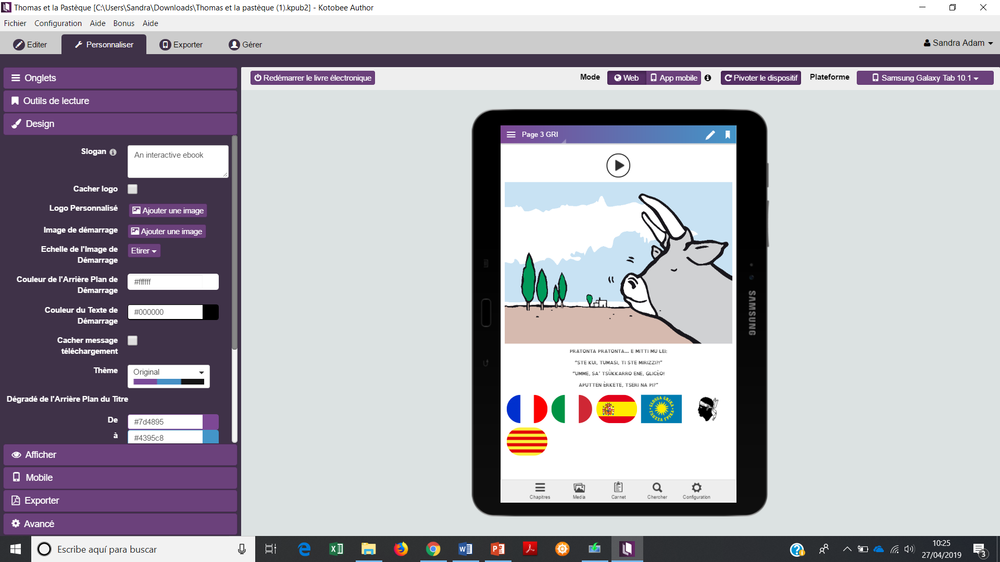 Thomas et la Pastèque [C:\Users\Sandra\Downloads\Thomas et la pastèque (1).kpub2] - Kotobee Author
Fichier Configuration Aide Bonus Aide
Editer Personnaliser Exporter Gérer
Sandra Adam
Onglets
Outils de lecture
Design
Slogan
An interactive ebook
Cacher logo
Logo Personnalisé
Ajouter une image
Image de démarrage
Ajouter une image
Echelle de l'Image de
Démarrage
Etirer
Couleur de l'Arrière Plan de
Démarrage
#ffffff
Couleur du Texte de
Démarrage
#000000
Cacher message
téléchargement
Thème
Original
Dégradé de l'Arrière Plan du Titre
De
#7d4895
à
#4395c8
Afficher
Mobile
Exporter
Avancé
Redémarrer le livre électronique
Mode Web App mobile Pivoter le dispositif Plateforme Samsung Galaxy Tab 10.1
Page 3 GRI
PRATONTA PRATONTA... E MITTI MU LEI:
"STE KUI, TUMASI, TI STE MIRIZZI?!"
"UMME, SA' TSÙKKARRO ENE, GLICÈO!
APUTTEN ÈRKETE, TSERI NA PI?"
GLOSSA GRIKA
ΓΛΩΣΣΑ ΓΡΙΚΑ
Chapitres Media Carnet Chercher Configuration
SAMSUNG
Escribe aquí para buscar
10:25
27/04/2019
3